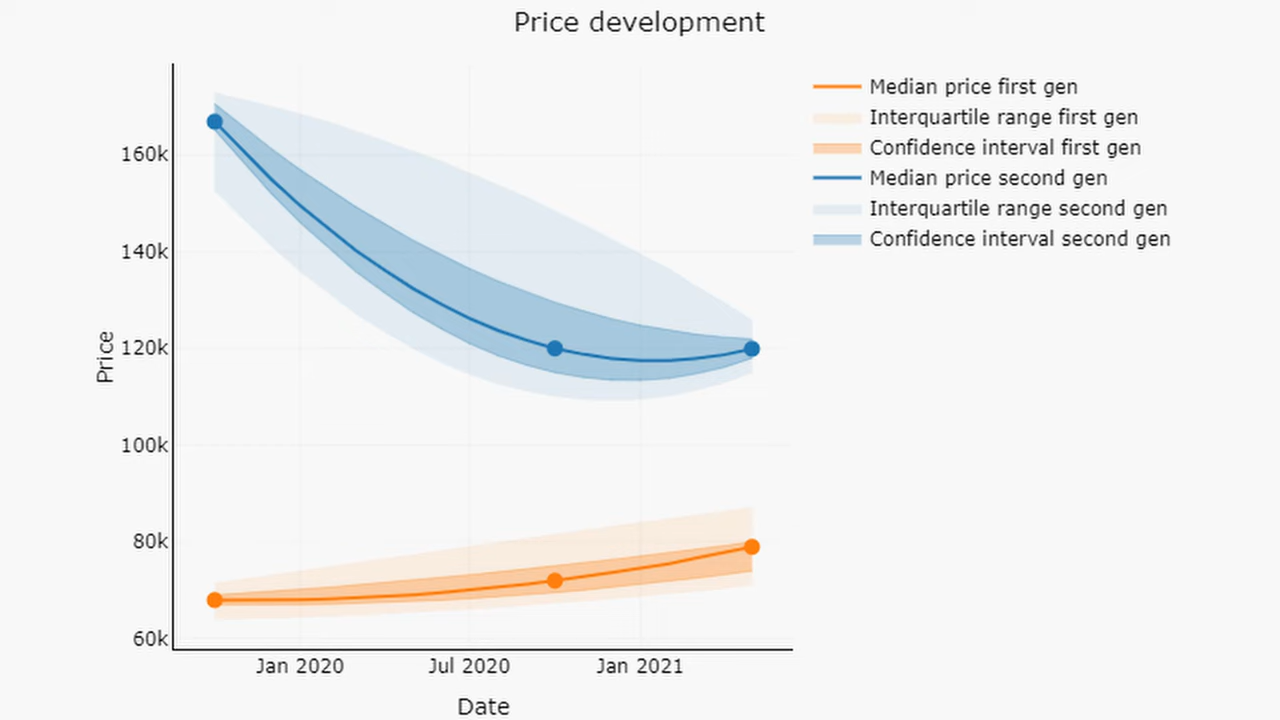 Price development
Median price first gen
Interquartile range first gen
Confidence interval first gen
Median price second gen
Interquartile range second gen
Confidence interval second gen
Price
160k
140k
120k
100k
80k
60k
Jan 2020
Jul 2020
Jan 2021
Date